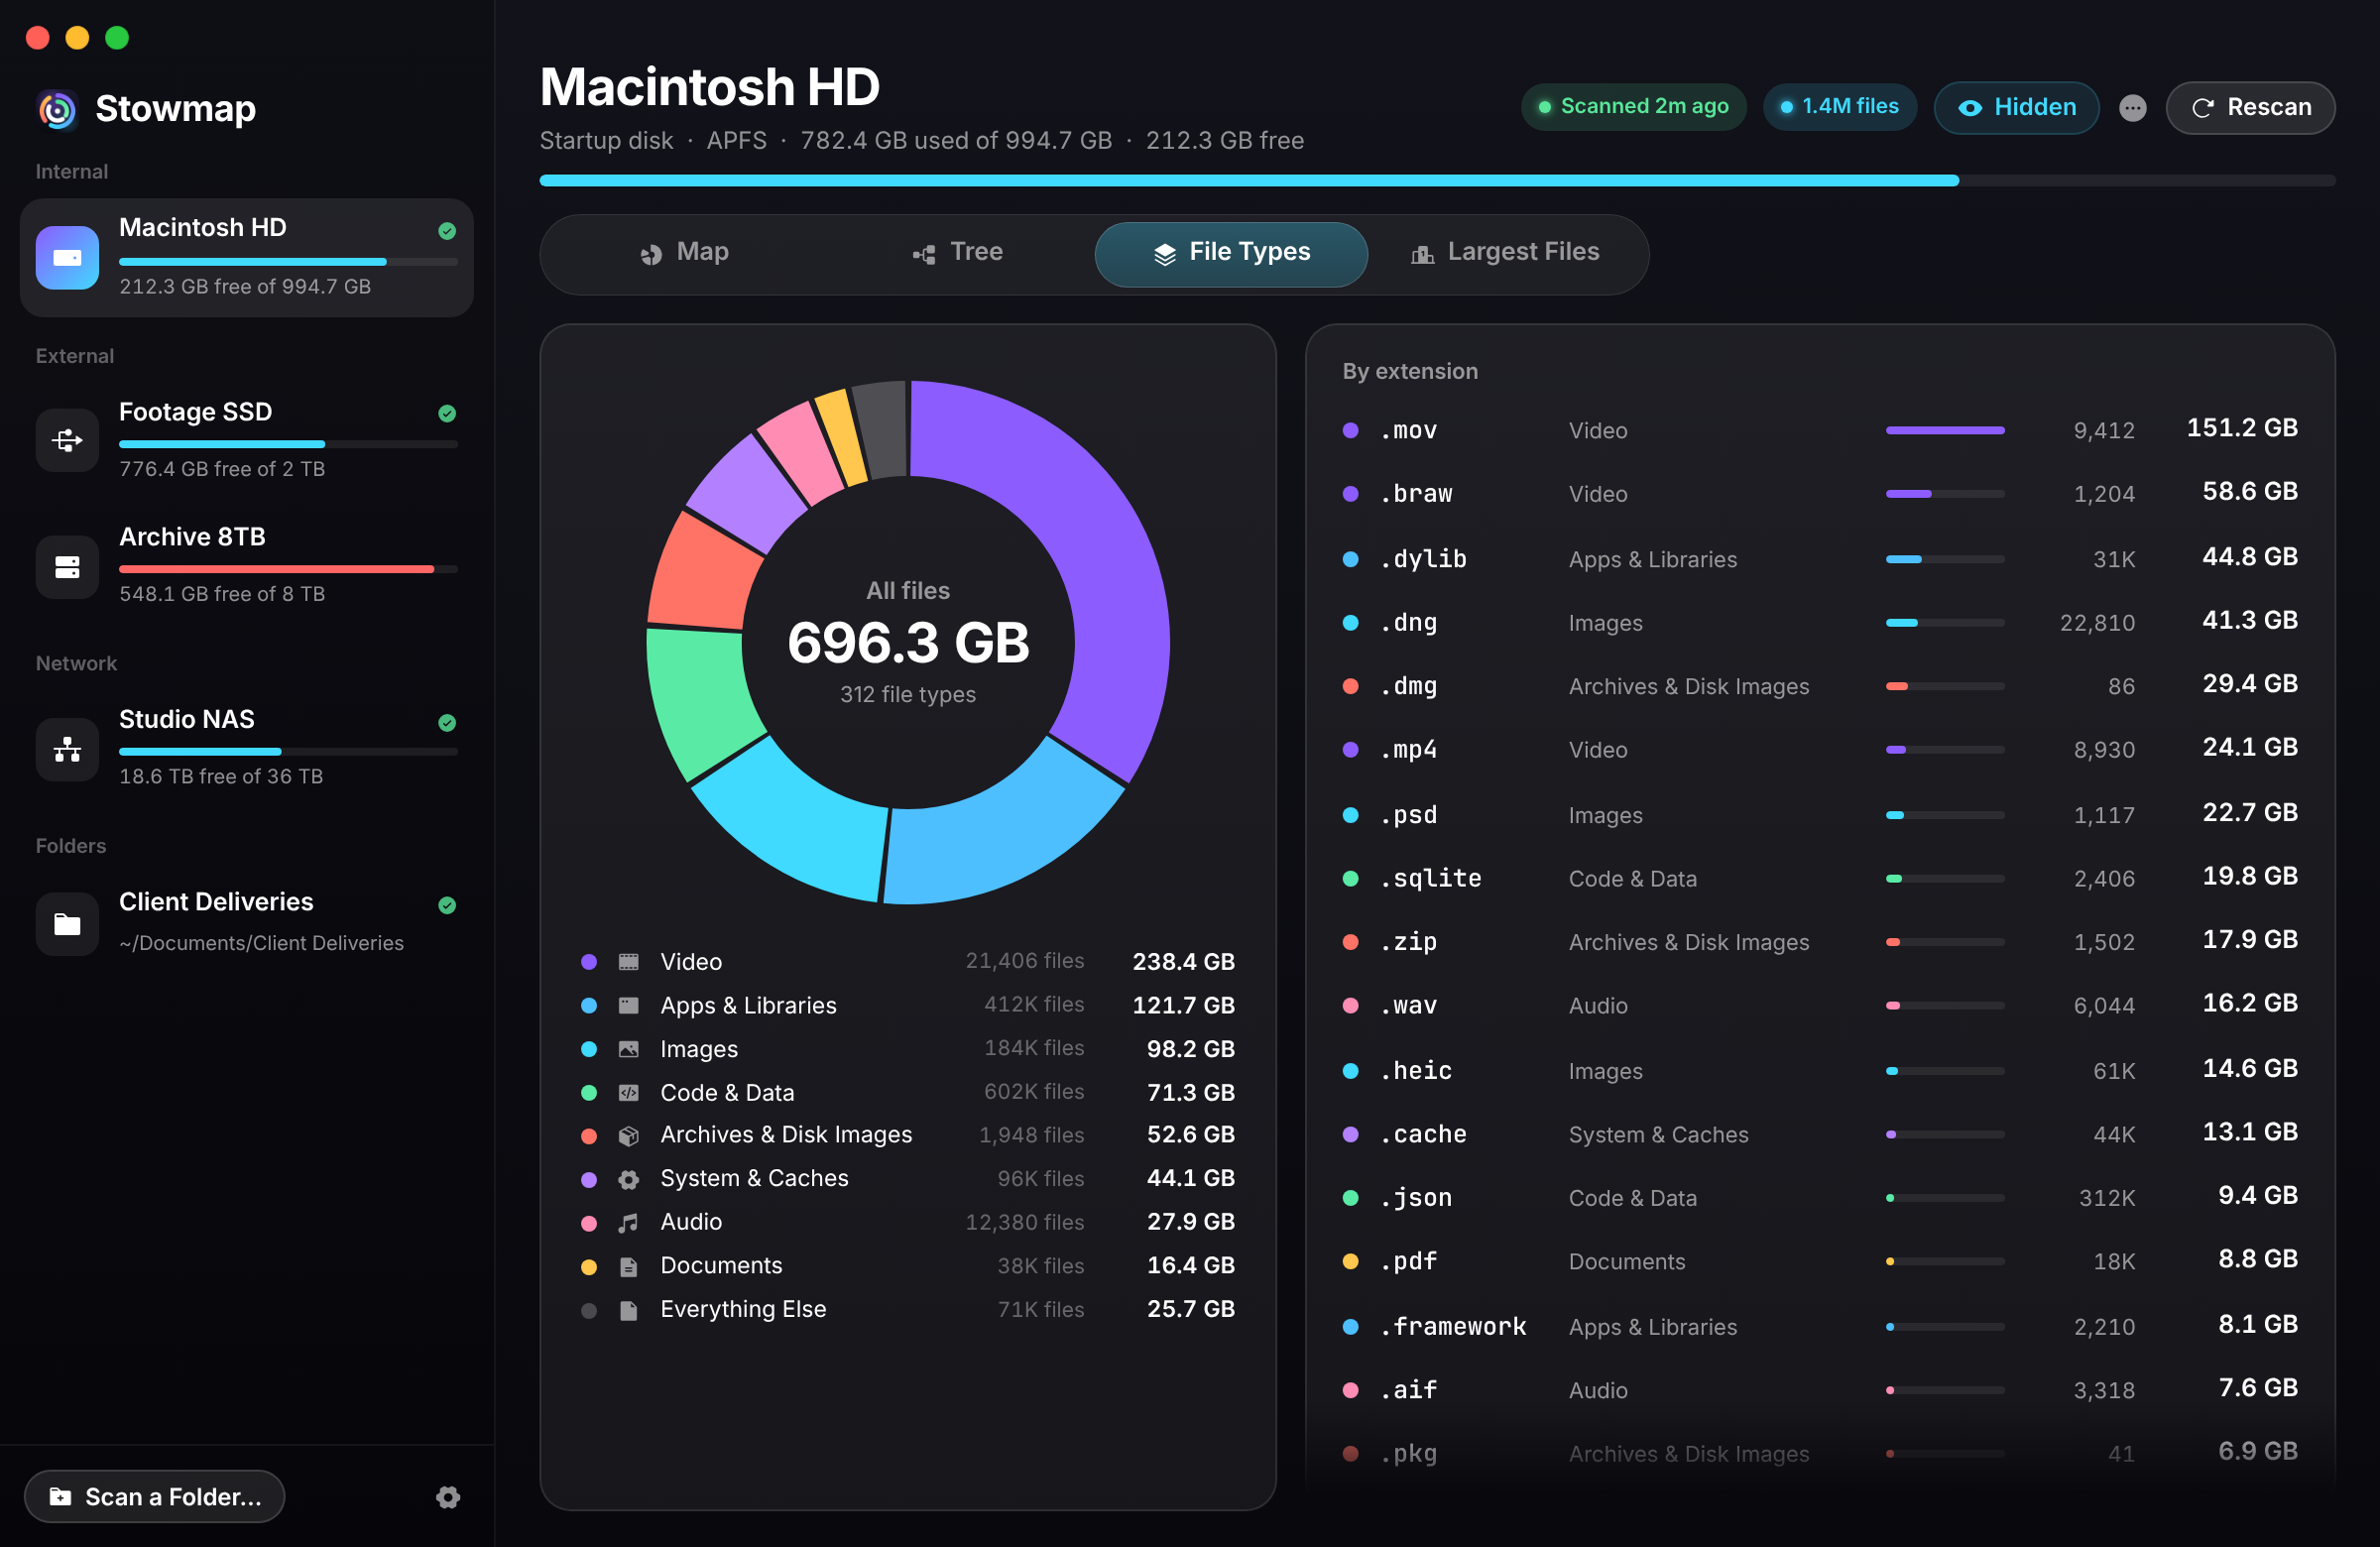 Stowmap
Internal
Macintosh HD
212.3 GB free of 994.7 GB
External
Footage SSD
776.4 GB free of 2 TB
Archive 8TB
548.1 GB free of 8 TB
Network
Studio NAS
18.6 TB free of 36 TB
Folders
Client Deliveries
~/Documents/Client Deliveries
Scan a Folder...
Macintosh HD
Startup disk · APFS · 782.4 GB used of 994.7 GB · 212.3 GB free
Scanned 2m ago
1.4M files
Hidden
Rescan
Map
Tree
File Types
Largest Files
All files
696.3 GB
312 file types
Video 21,406 files 238.4 GB
Apps & Libraries 412K files 121.7 GB
Images 184K files 98.2 GB
Code & Data 602K files 71.3 GB
Archives & Disk Images 1,948 files 52.6 GB
System & Caches 96K files 44.1 GB
Audio 12,380 files 27.9 GB
Documents 38K files 16.4 GB
Everything Else 71K files 25.7 GB
By extension
.mov Video 9,412 151.2 GB
.braw Video 1,204 58.6 GB
.dylib Apps & Libraries 31K 44.8 GB
.dng Images 22,810 41.3 GB
.dmg Archives & Disk Images 86 29.4 GB
.mp4 Video 8,930 24.1 GB
.psd Images 1,117 22.7 GB
.sqlite Code & Data 2,406 19.8 GB
.zip Archives & Disk Images 1,502 17.9 GB
.wav Audio 6,044 16.2 GB
.heic Images 61K 14.6 GB
.cache System & Caches 44K 13.1 GB
.json Code & Data 312K 9.4 GB
.pdf Documents 18K 8.8 GB
.framework Apps & Libraries 2,210 8.1 GB
.aif Audio 3,318 7.6 GB
.pkg Archives & Disk Images 41 6.9 GB